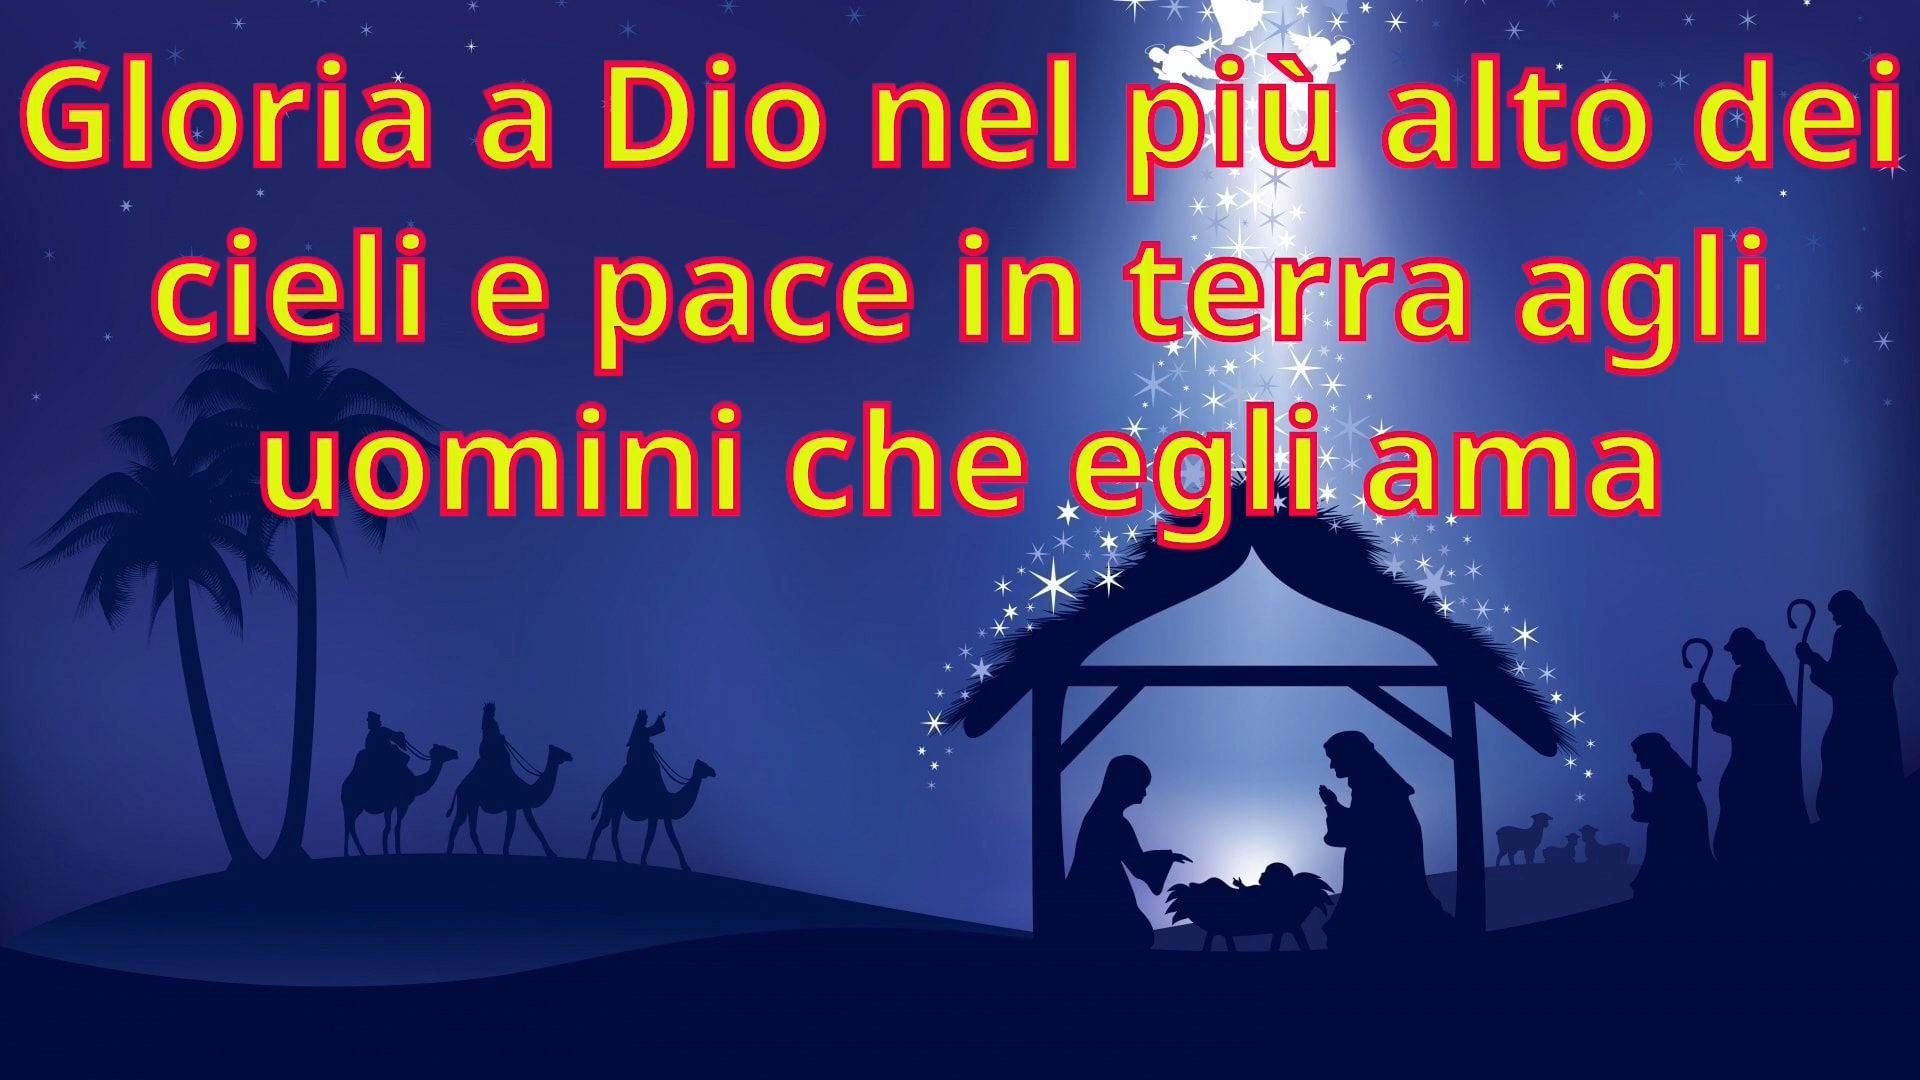 Gloria a Dio nel più alto dei
cieli e pace in terra agli
uomini che egli ama